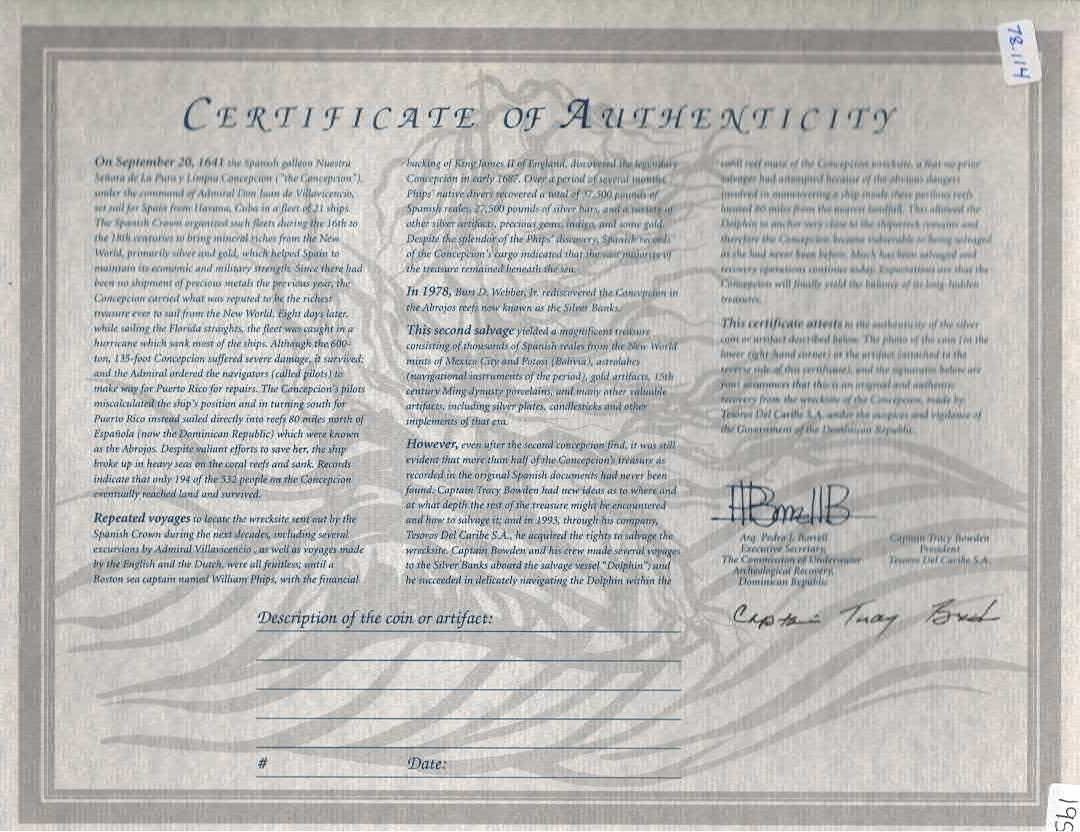 78.114
CERTIFICATE OF AUTHENTICITY
On September 20, 1641 the Spanish galleon Nuestra
Señora de La Pura y Limpia Concepcion ("the Concepcion"),
under the command of Admiral Don Juan de Villavicencio,
set sail for Spain from Havana, Cuba in a fleet of 21 ships.
The Spanish Crown organized such fleets during the 16th to
the 18th centuries to bring mineral riches from the New
World, primarily silver and gold, which helped Spain to
maintain its economic and military strength. Since there had
been no shipment of precious metals the previous year, the
Concepcion carried what was reputed to be the richest
treasure ever to sail from the New World. Eight days later,
while sailing the Florida straights, the fleet was caught in a
hurricane which sank most of the ships. Although the 600-
ton, 135-foot Concepcion suffered severe damage, it survived;
and the Admiral ordered the navigators (called pilots) to
make way for Puerto Rico for repairs. The Concepcion's pilots
miscalculated the ship's position and in turning south for
Puerto Rico instead sailed directly into reefs 80 miles north of
Española (now the Dominican Republic) which were known
as the Abrojos. Despite valiant efforts to save her, the ship
broke up in heavy seas on the coral reefs and sank. Records
indicate that only 194 of the 532 people on the Concepcion
eventually reached land and survived.
Repeated voyages to locate the wrecksite sent out by the
Spanish Crown during the next decades, including several
excursions by Admiral Villavicencio , as well as voyages made
by the English and the Dutch, were all fruitless; until a
Boston sea captain named William Phips, with the financial
backing of King James II of England, discovered the legendary
Concepcion in early 1687. Over a period of several months
Phips' native divers recovered a total of 37,500 pounds of
Spanish reales, 27,500 pounds of silver bars, and a variety of
other silver artifacts, precious gems, indigo, and some gold.
Despite the splendor of the Phips' discovery, Spanish records
of the Concepcion's cargo indicated that the vast majority of
the treasure remained beneath the sea.
In 1978, Burt D. Webber, Jr. rediscovered the Concepcion in
the Abrojos reefs now known as the Silver Banks.
This second salvage yielded a magnificent treasure
consisting of thousands of Spanish reales from the New World
mints of Mexico City and Potosi (Bolivia), astrolabes
(navigational instruments of the period), gold artifacts, 15th
century Ming dynasty porcelains, and many other valuable
artifacts, including silver plates, candlesticks and other
implements of that era.
However, even after the second concepcion find, it was still
evident that more than half of the Concepcion's treasure as
recorded in the original Spanish documents had never been
found. Captain Tracy Bowden had new ideas as to where and
at what depth the rest of the treasure might be encountered
and how to salvage it; and in 1993, through his company,
Tesoros Del Caribe S.A., he acquired the rights to salvage the
wrecksite. Captain Bowden and his crew made several voyages
to the Silver Banks aboard the salvage vessel "Dolphin"; and
he succeeded in delicately navigating the Dolphin within the
coral reef maze of the Concepcion wrecksite, a feat no prior
salvager had attempted because of the obvious dangers
involved in maneuvering a ship inside these perilous reefs
located 80 miles from the nearest landfall. This allowed the
Dolphin to anchor very close to the shipwreck remains and
therefore the Concepcion became vulnerable to being salvaged
as she had never been before. Much has been salvaged and
recovery operations continue today. Expectations are that the
Concepcion will finally yield the balance of its long hidden
treasures.
This certificate attests to the authenticity of the silver
coin or artifact described below. The photo of the coin (in the
lower right-hand corner) or the artifact (attached to the
reverse side of this certificate), and the signatures below are
your assurances that this is an original and authentic
recovery from the wrecksite of the Concepcion, made by
Tesoros Del Caribe S.A. under the auspices and vigilance of
the Government of the Dominican Republic.
Arq. Pedro J. Borrell
Executive Secretary,
The Commission of Underwater
Archeological Recovery,
Dominican Republic
Captain Tracy Bowden
President
Tesoros Del Caribe S.A.
Captain Tracy
Description of the coin or artifact:
# Date:
195